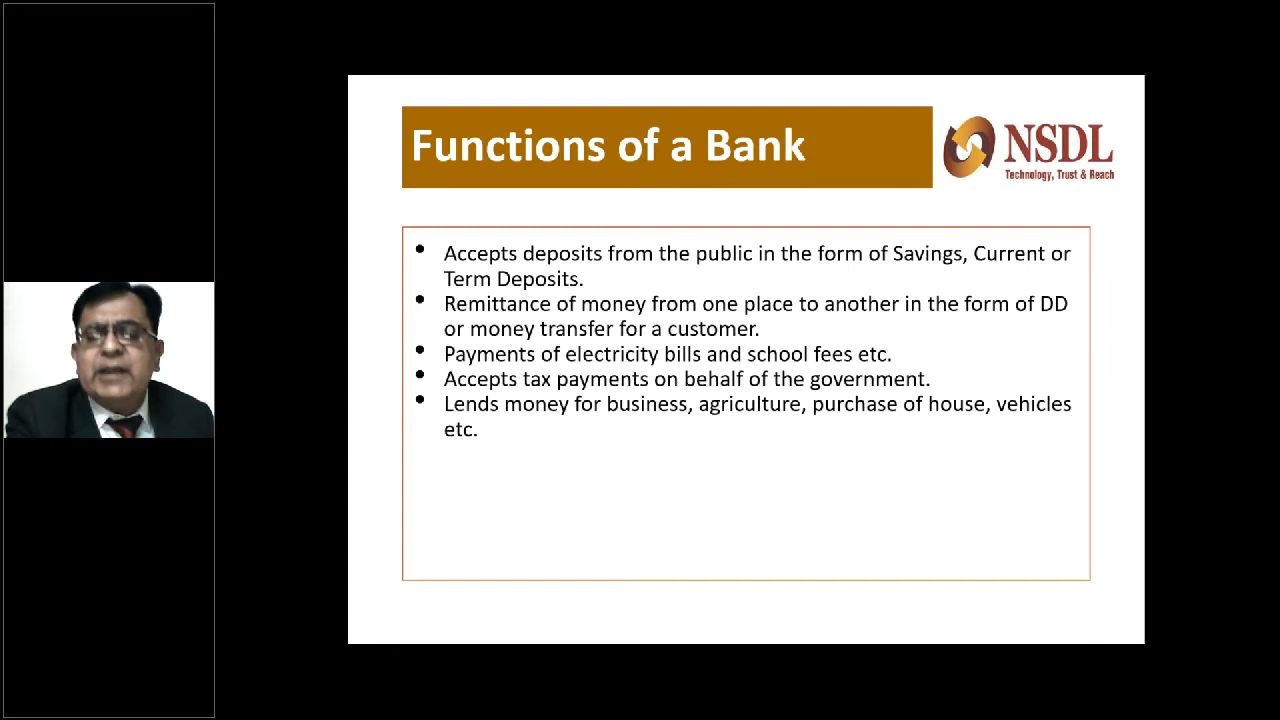 Functions of a Bank
NSDL
Technology, Trust & Reach
• Accepts deposits from the public in the form of Savings, Current or
Term Deposits.
• Remittance of money from one place to another in the form of DD
or money transfer for a customer.
• Payments of electricity bills and school fees etc.
• Accepts tax payments on behalf of the government.
• Lends money for business, agriculture, purchase of house, vehicles
etc.